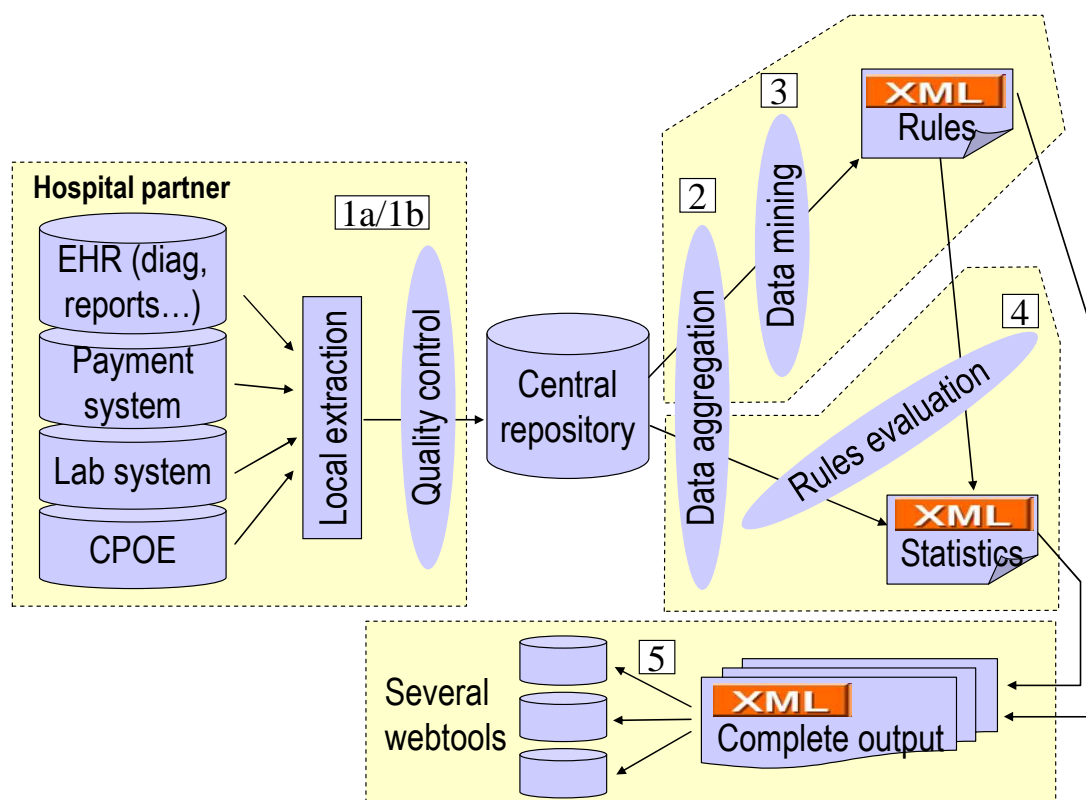 Hospital partner
EHR (diag,
reports…)
Payment
system
Lab system
CPOE
Local extraction
1a/1b
Quality control
Central
repository
2
Data aggregation
3
Data mining
XML
Rules
4
Rules evaluation
XML
Statistics
5
Several
webtools
XML
Complete output